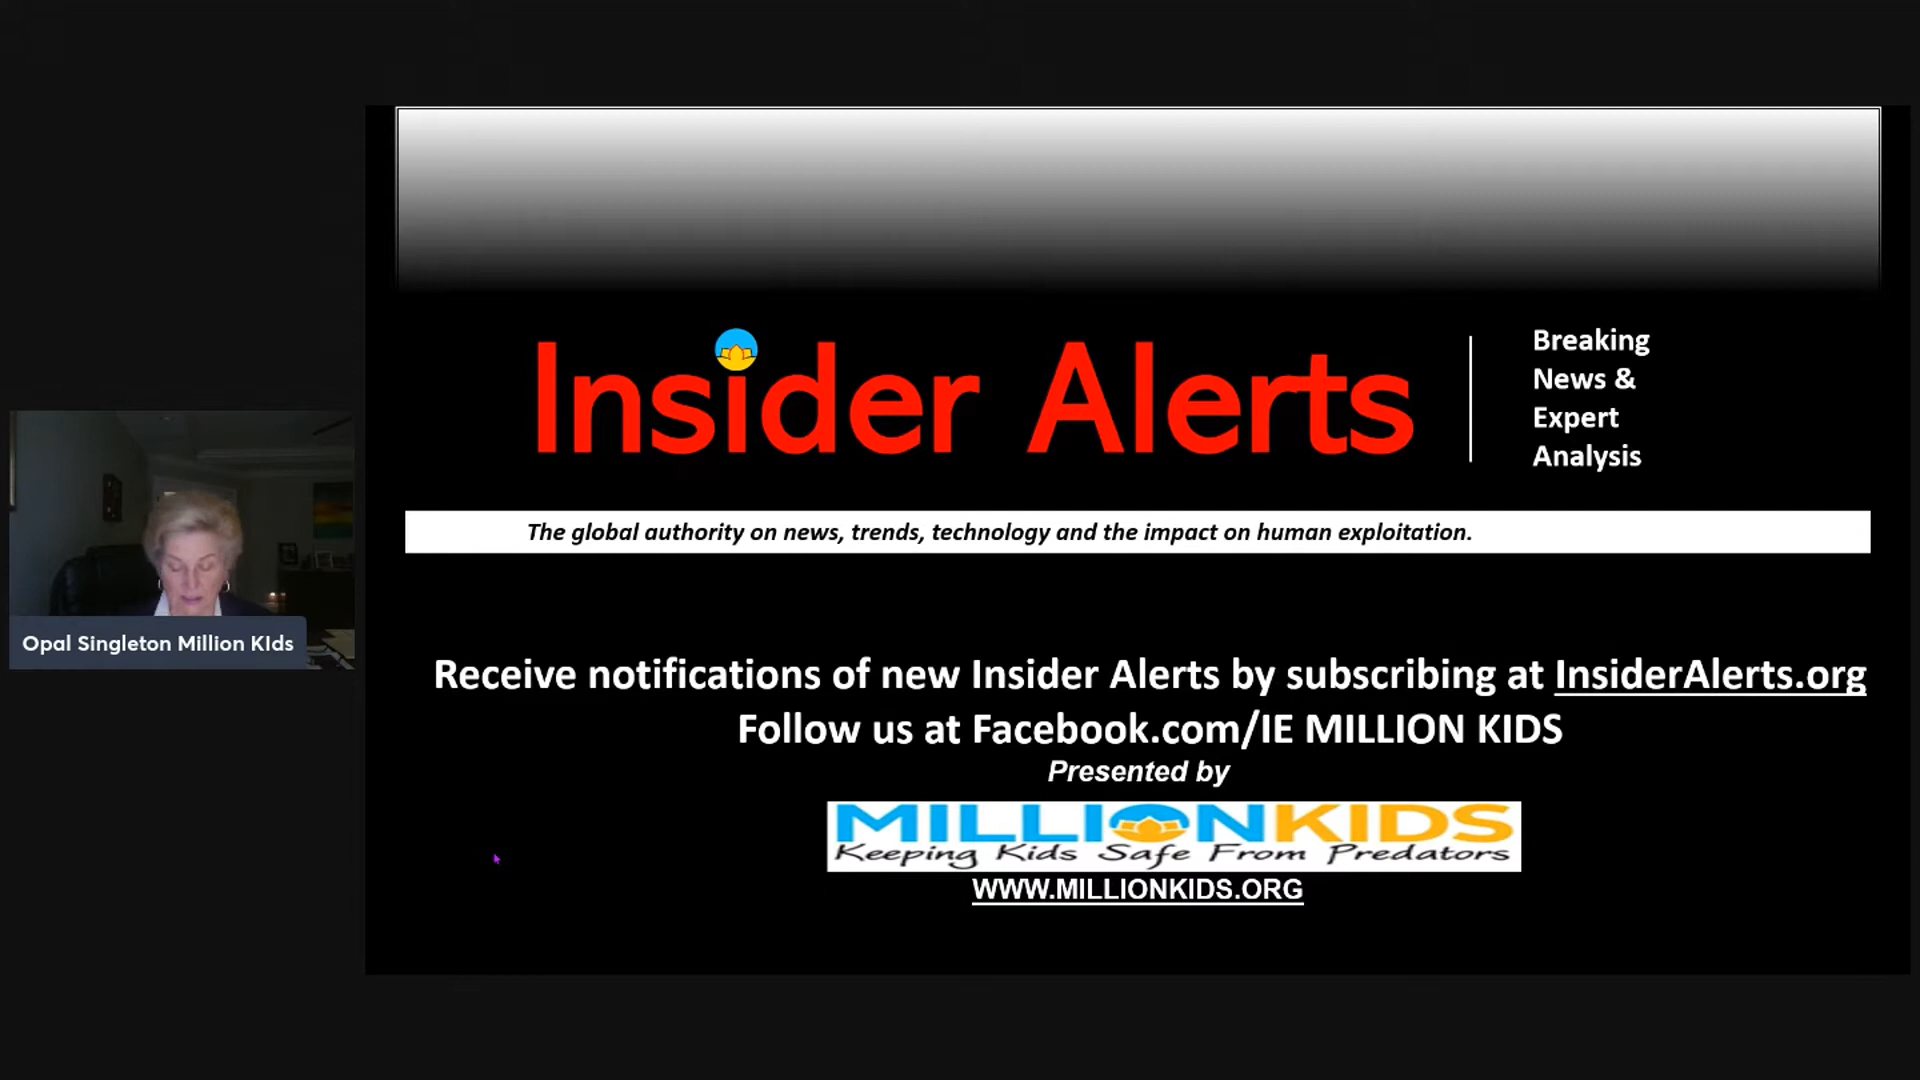 Insider Alerts
Breaking
News &
Expert
Analysis
The global authority on news, trends, technology and the impact on human exploitation.
Opal Singleton Million KIds
Receive notifications of new Insider Alerts by subscribing at InsiderAlerts.org
Follow us at Facebook.com/IE MILLION KIDS
Presented by
MILLIONKIDS
Keeping Kids Safe From Predators
WWW.MILLIONKIDS.ORG